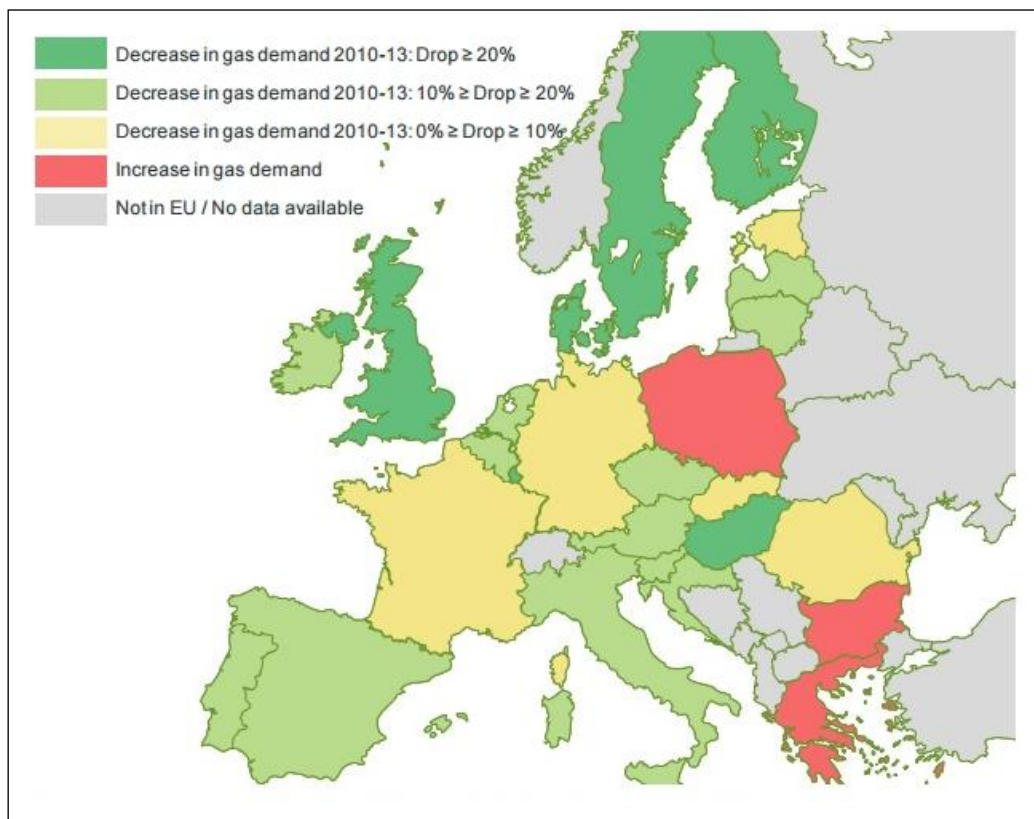 Decrease in gas demand 2010-13: Drop ≥ 20%
Decrease in gas demand 2010-13: 10% ≥ Drop ≥ 20%
Decrease in gas demand 2010-13: 0% ≥ Drop ≥ 10%
Increase in gas demand
Not in EU / No data available